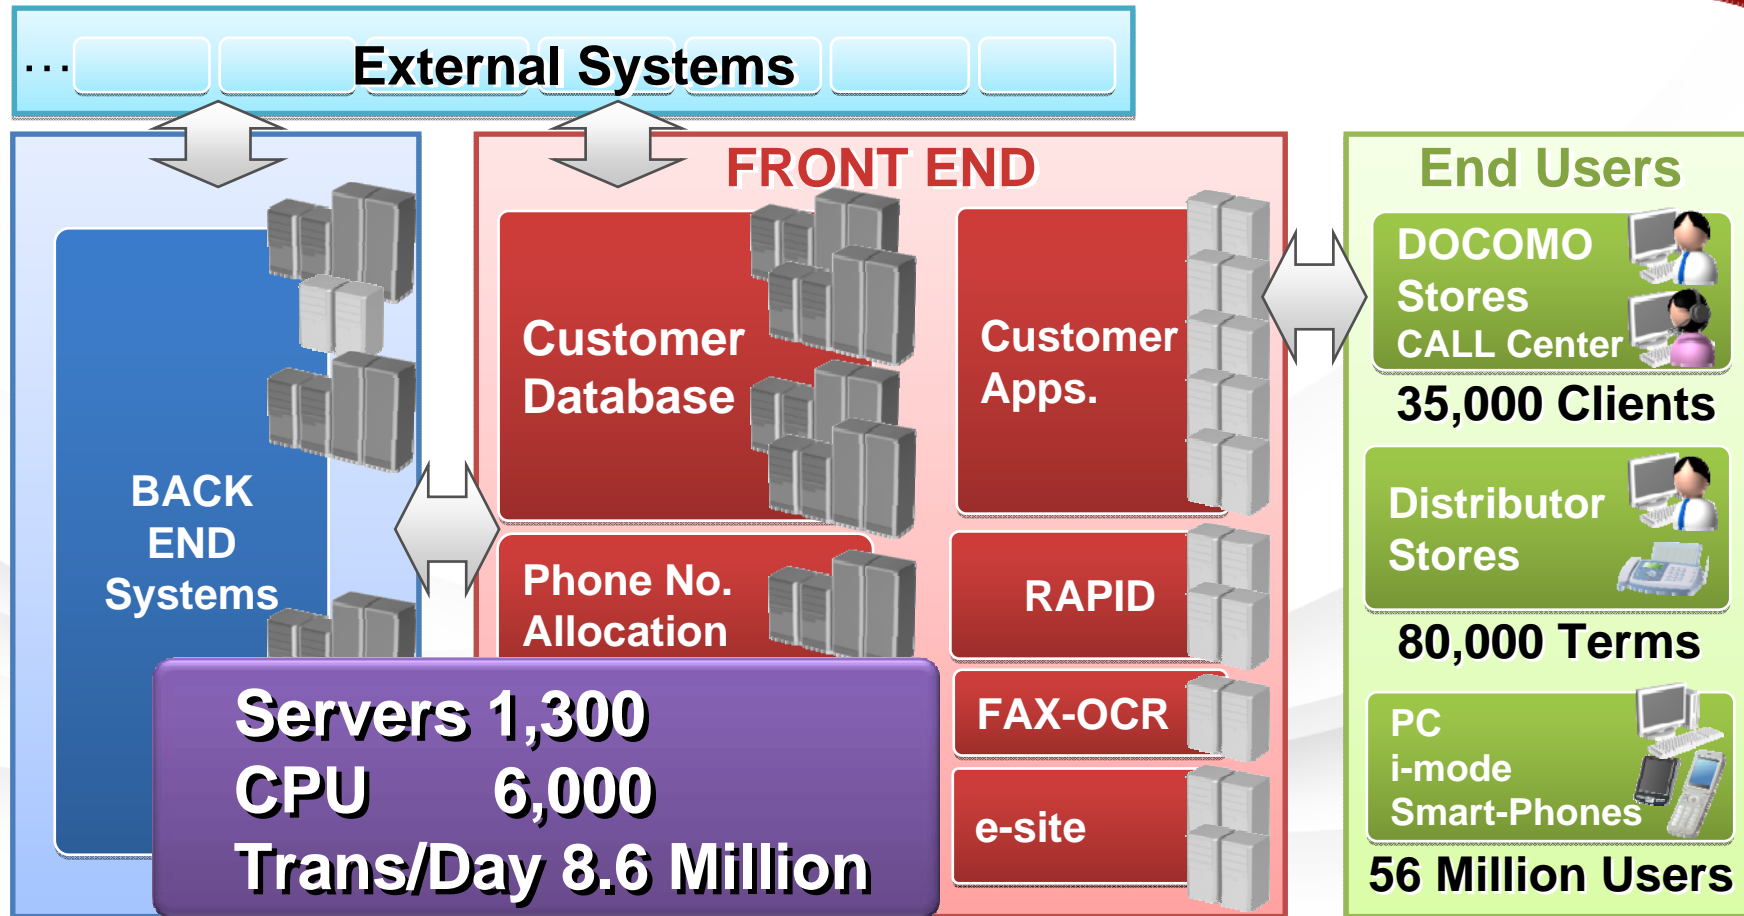 ...
External Systems
FRONT END
End Users
BACK
END
Systems
Customer
Database
Phone No.
Allocation
Customer
Apps.
RAPID
FAX-OCR
e-site
DOCOMO
Stores
CALL Center
35,000 Clients
Distributor
Stores
80,000 Terms
PC
i-mode
Smart-Phones
56 Million Users
Servers 1,300
CPU 6,000
Trans/Day 8.6 Million